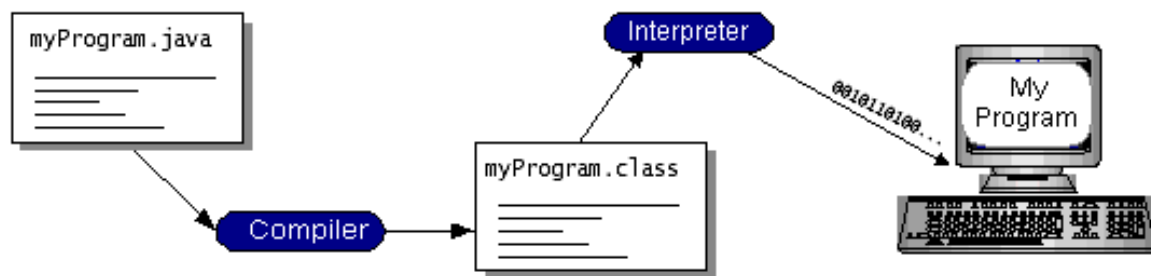 myProgram.java
Compiler
myProgram.class
Interpreter
0010110100...
My
Program